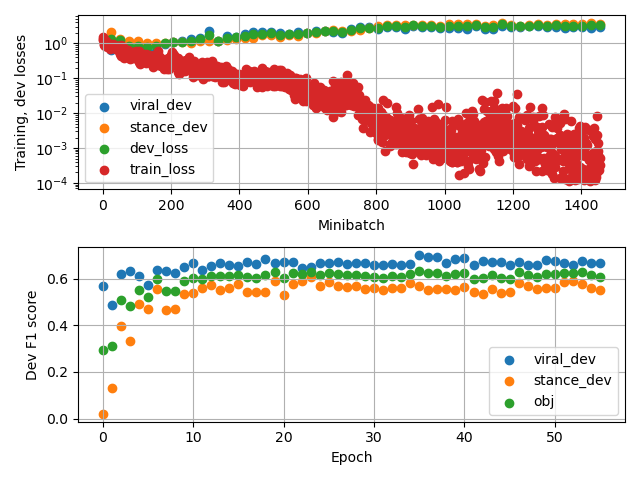 Training, dev losses
10⁰
10⁻¹
10⁻²
10⁻³
10⁻⁴
viral_dev
stance_dev
dev_loss
train_loss
0 200 400 600 800 1000 1200 1400
Minibatch
Dev F1 score
0.6
0.4
0.2
0.0
viral_dev
stance_dev
obj
0 10 20 30 40 50
Epoch